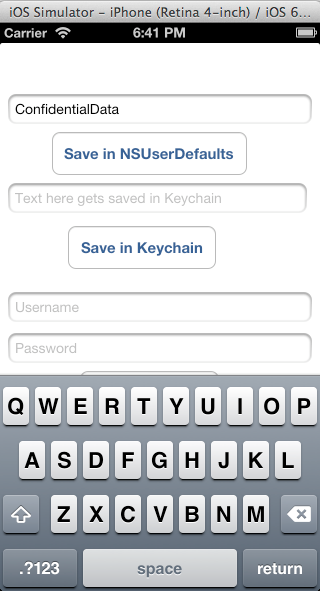 iOS Simulator – iPhone (Retina 4-inch) / iOS 6...
Carrier 6:41 PM
ConfidentialData
Save in NSUserDefaults
Text here gets saved in Keychain
Save in Keychain
Username
Password
Q W E R T Y U I O P
A S D F G H J K L
Z X C V B N M
.?123 space return